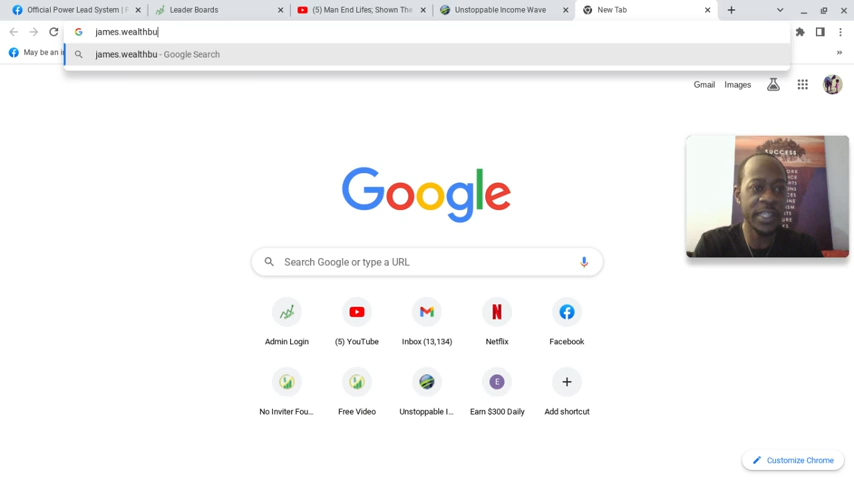 Official Power Lead System | F
Leader Boards
(5) Man End Lifes; Shown The
Unstoppable Income Wave
New Tab
james.wealthbu
May be an i
james.wealthbu - Google Search
»
Gmail
Images
SUCCESS
Google
Search Google or type a URL
Admin Login
(5) YouTube
Inbox (13,134)
Netflix
Facebook
E
No Inviter Fou...
Free Video
Unstoppable I...
Earn $300 Daily
Add shortcut
Customize Chrome